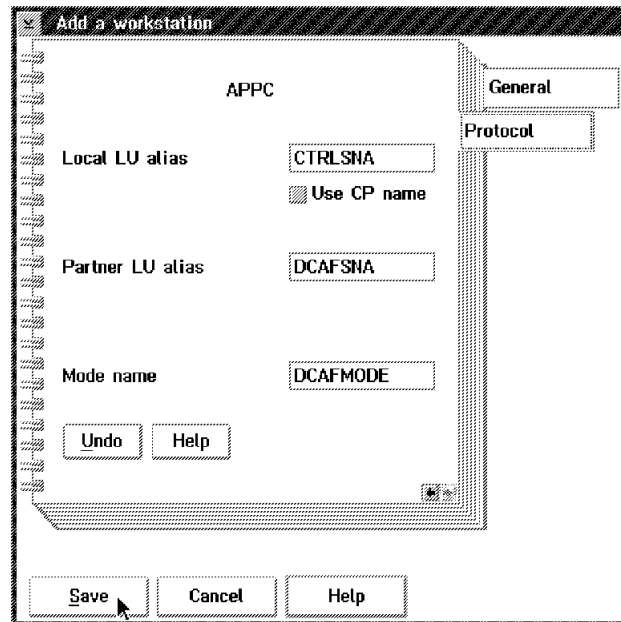 Add a workstation
APPC
General
Protocol
Local LU alias
CTRLSNA
Use CP name
Partner LU alias
DCAFSNA
Mode name
DCAFMODE
Undo
Help
Save
Cancel
Help